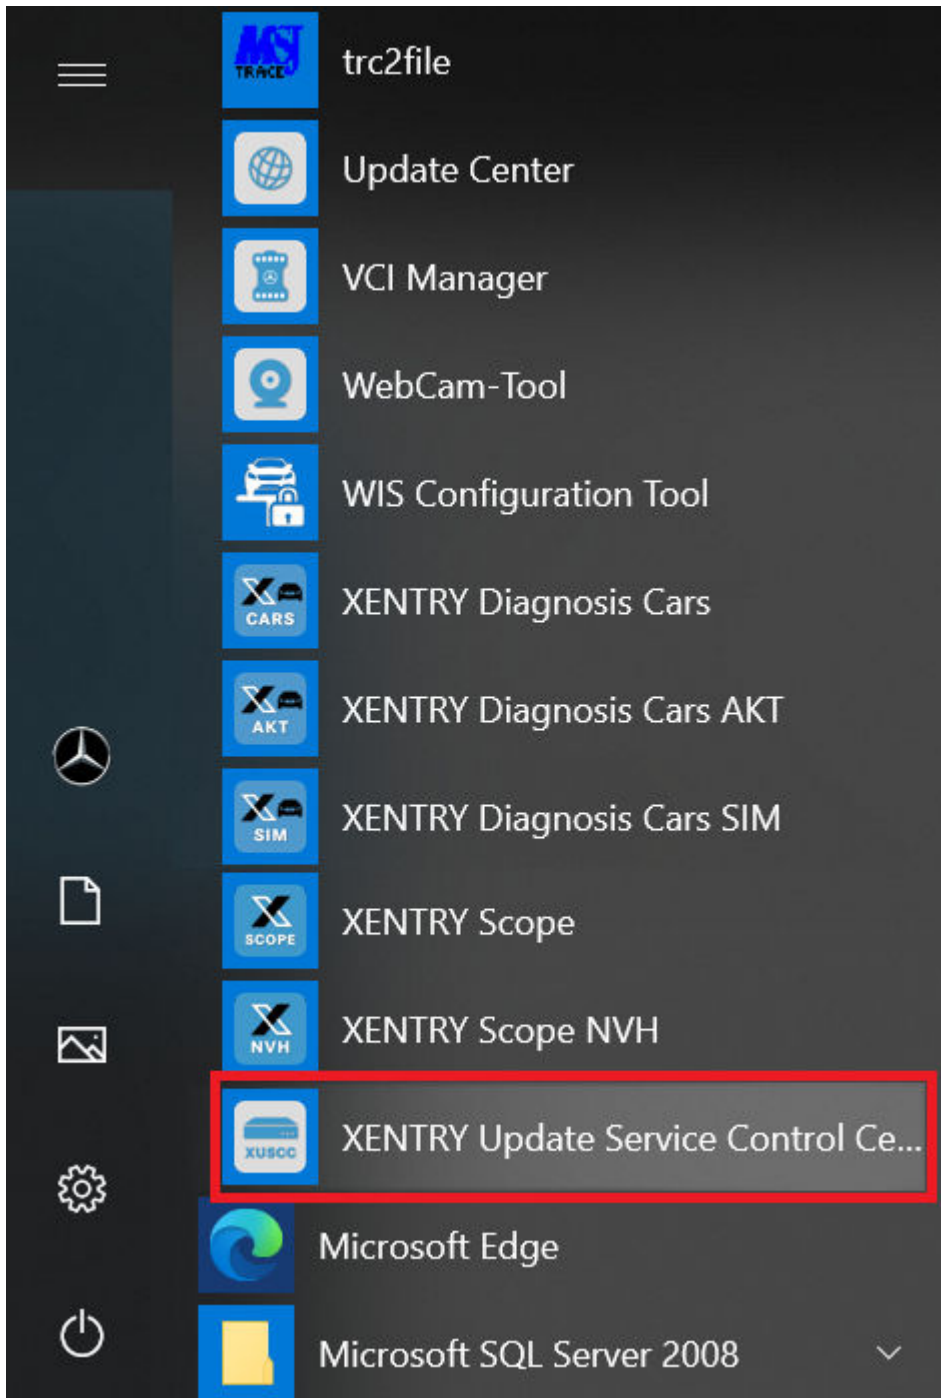 MSJ
TRACE
trc2file
Update Center
VCI Manager
WebCam-Tool
WIS Configuration Tool
X
CARS
XENTRY Diagnosis Cars
X
AKT
XENTRY Diagnosis Cars AKT
X
SIM
XENTRY Diagnosis Cars SIM
X
SCOPE
XENTRY Scope
X
NVH
XENTRY Scope NVH
XUSCC
XENTRY Update Service Control Ce...
Microsoft Edge
Microsoft SQL Server 2008